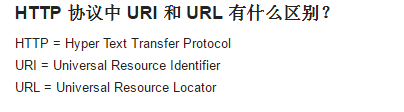 HTTP 协议中 URI 和 URL 有什么区别？
HTTP = Hyper Text Transfer Protocol
URI = Universal Resource Identifier
URL = Universal Resource Locator